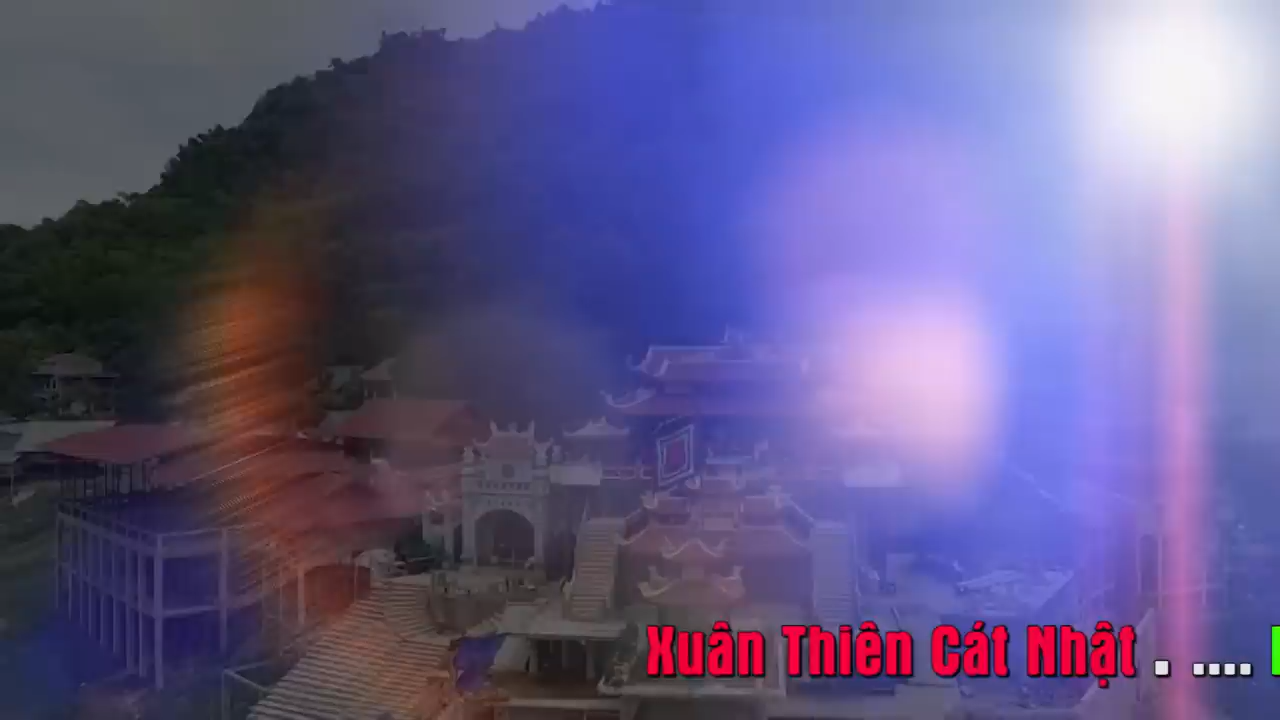 Xuân Thiên Cát Nhật . ....